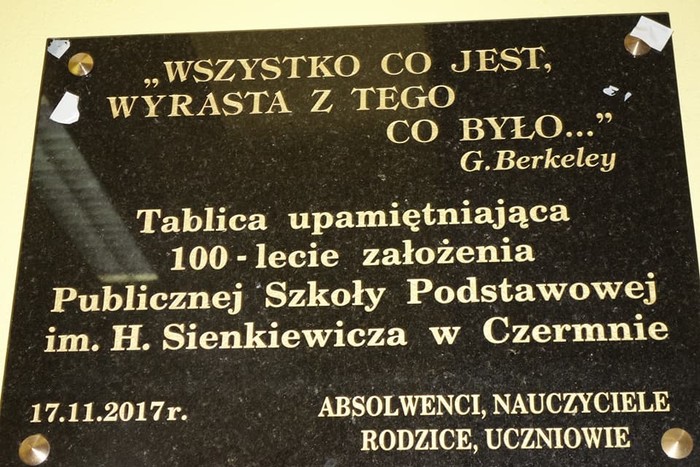 „WSZYSTKO CO JEST,
WYRASTA Z TEGO
CO BYŁO...”
G.Berkeley
Tablica upamiętniająca
100 - lecie założenia
Publicznej Szkoły Podstawowej
im. H. Sienkiewicza w Czermnie
17.11.2017r.
ABSOLWENCI, NAUCZYCIELE
RODZICE, UCZNIOWIE